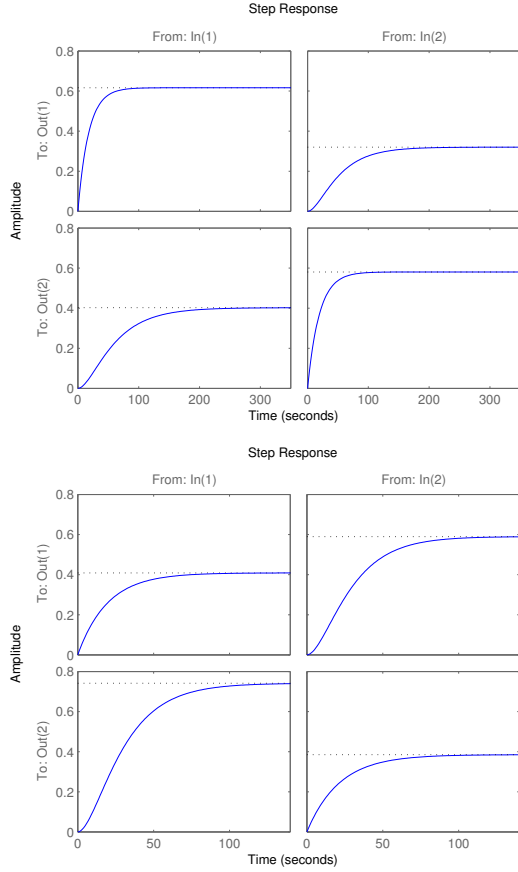 Step Response
From: In(1) From: In(2)
0.8
0.6
0.4
0.2
0
To: Out(1)
Amplitude
0.8
0.6
0.4
0.2
0
To: Out(2)
0 100 200 300 0 100 200 300
Time (seconds)
Step Response
From: In(1) From: In(2)
0.8
0.6
0.4
0.2
0
To: Out(1)
Amplitude
0.8
0.6
0.4
0.2
0
To: Out(2)
50 100 0 50 100
Time (seconds)